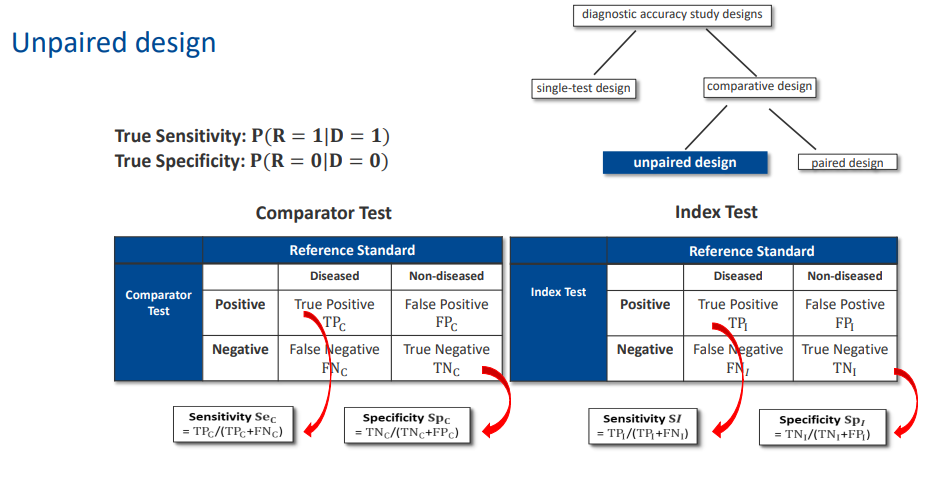 diagnostic accuracy study designs
Unpaired design
single-test design
comparative design
True Sensitivity: P(R = 1|D = 1)
True Specificity: P(R = 0|D = 0)
unpaired design
paired design
Comparator Test
Index Test
Reference Standard
Diseased
Non-diseased
Comparator
Test
Positive
True Positive
TP_C
False Positive
FP_C
Negative
False Negative
FN_C
True Negative
TN_C
Reference Standard
Diseased
Non-diseased
Index Test
Positive
True Positive
TP_I
False Postive
FP_I
Negative
False Negative
FN_I
True Negative
TN_I
Sensitivity Se_C
= TP_C/(TP_C+FN_C)
Specificity Sp_C
= TN_C/(TN_C+FP_C)
Sensitivity SI
= TP_I/(TP_I+FN_I)
Specificity Sp_I
= TN_I/(TN_I+FP_I)